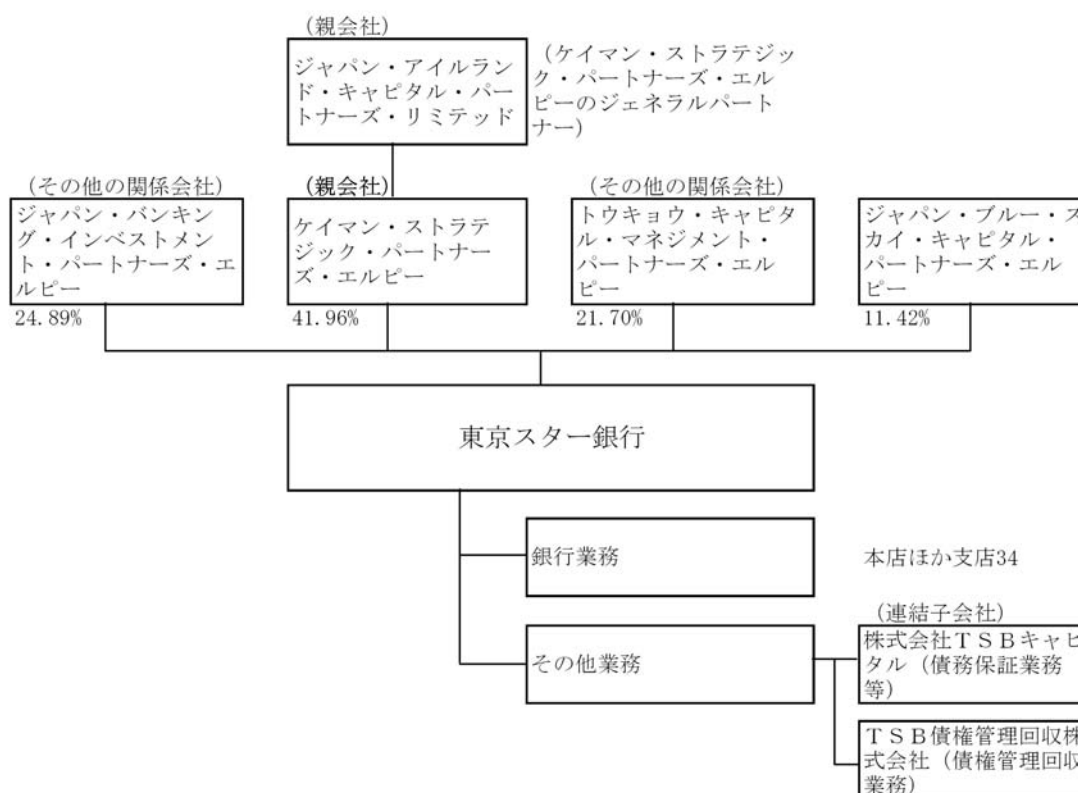 (親会社)
ジャパン・アイルラン
ド・キャピタル・パー
トナーズ・リミテッド
(ケイマン・ストラテジッ
ク・パートナーズ・エル
ピーのジェネラルパート
ナー)
(その他の関係会社)
ジャパン・バンキン
グ・インベストメン
ト・パートナーズ・エ
ルピー
24.89%
(親会社)
ケイマン・ストラテ
ジック・パートナー
ズ・エルピー
41.96%
(その他の関係会社)
トウキョウ・キャピタ
ル・マネジメント・
パートナーズ・エル
ピー
21.70%
ジャパン・ブルー・ス
カイ・キャピタル・
パートナーズ・エル
ピー
11.42%
東京スター銀行
銀行業務
本店ほか支店34
その他業務
(連結子会社)
株式会社TSBキャピ
タル(債務保証業務
等)
TSB債権管理回収株
式会社(債権管理回収
業務)